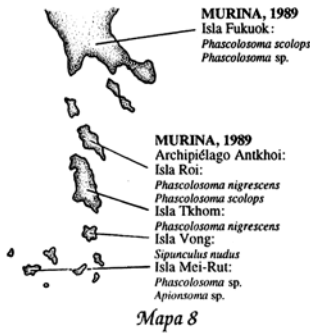 MURINA, 1989
Isla Fukuok:
Phascolosoma scolops
Phascolosoma sp.
MURINA, 1989
Archipiélago Antkhoi:
Isla Roi:
Phascolosoma nigrescens
Phascolosoma scolops
Isla Tkhom:
Phascolosoma nigrescens
Isla Vong:
Sipunculus nudus
Isla Mei-Rut:
Phascolosoma sp.
Apionsoma sp.
Mapa 8